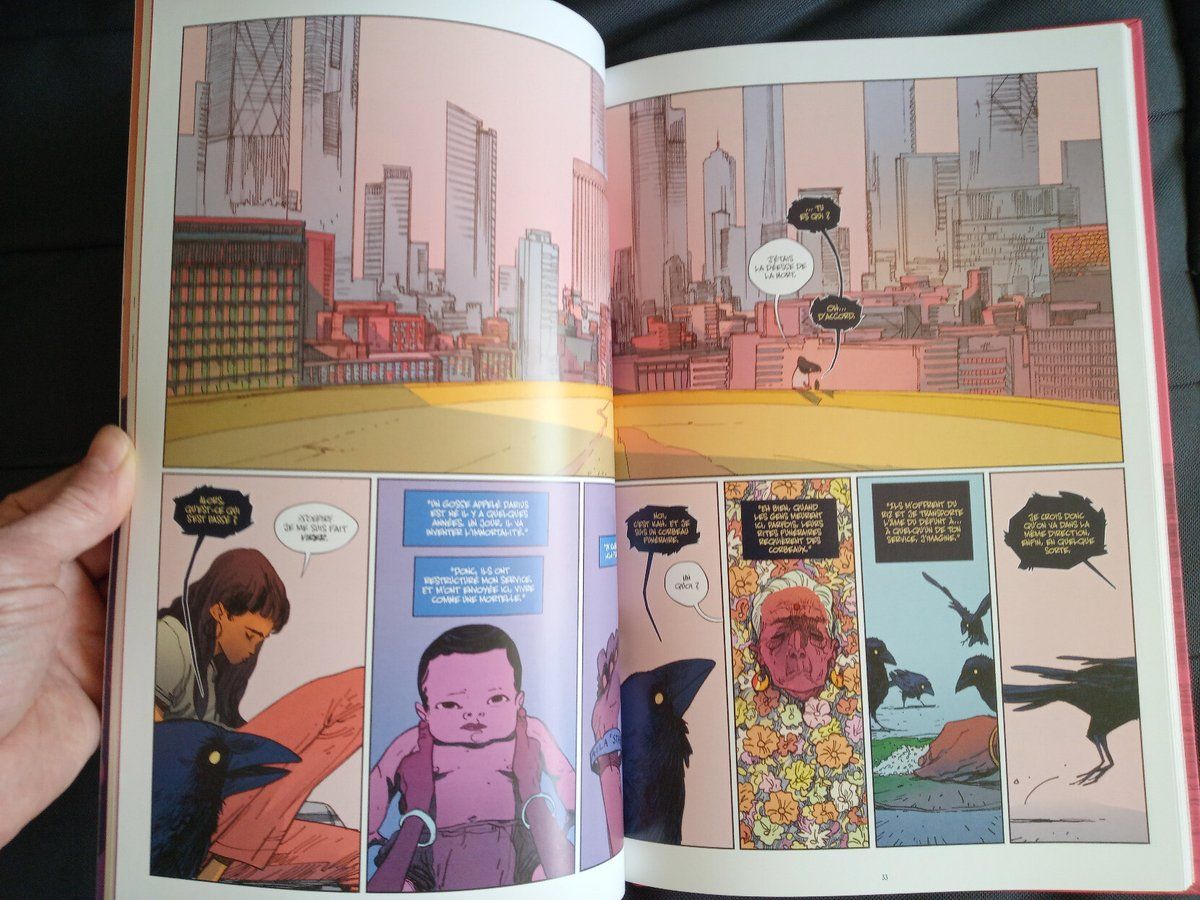 ... TU
ES QUI ?
J'ÉTAIS
LA DÉESSE DE
LA MORT.
OH...
D'ACCORD.
ALORS,
QU'EST-CE QUI
S'EST PASSÉ ?
JE ME SUIS FAIT
VIRER.
"UN GOSSE APPELÉ DARIUS
EST NÉ IL Y A QUELQUES
ANNÉES. UN JOUR, IL VA
INVENTER L'IMMORTALITÉ."
"DONC, ILS ONT
RESTRUCTURÉ MON SERVICE,
ET M'ONT ENVOYÉE ICI, VIVRE
COMME UNE MORTELLE."
MOI,
C'EST KAH. ET JE
SUIS UN CORBEAU
FUNÉRAIRE.
UN
QUOI ?
"EH BIEN, QUAND
LES GENS MEURENT
ICI, PARFOIS, LEURS
RITES FUNÉRAIRES
REQUIÈRENT DES
CORBEAUX."
"ILS M'OFFRENT DU
RIZ ET JE TRANSPORTE
L'ÂME DU DÉFUNT À...
À QUELQU'UN DE TON
SERVICE, J'IMAGINE."
JE CROIS DONC
QU'ON VA DANS LA
MÊME DIRECTION,
ENFIN, EN QUELQUE
SORTE.
33